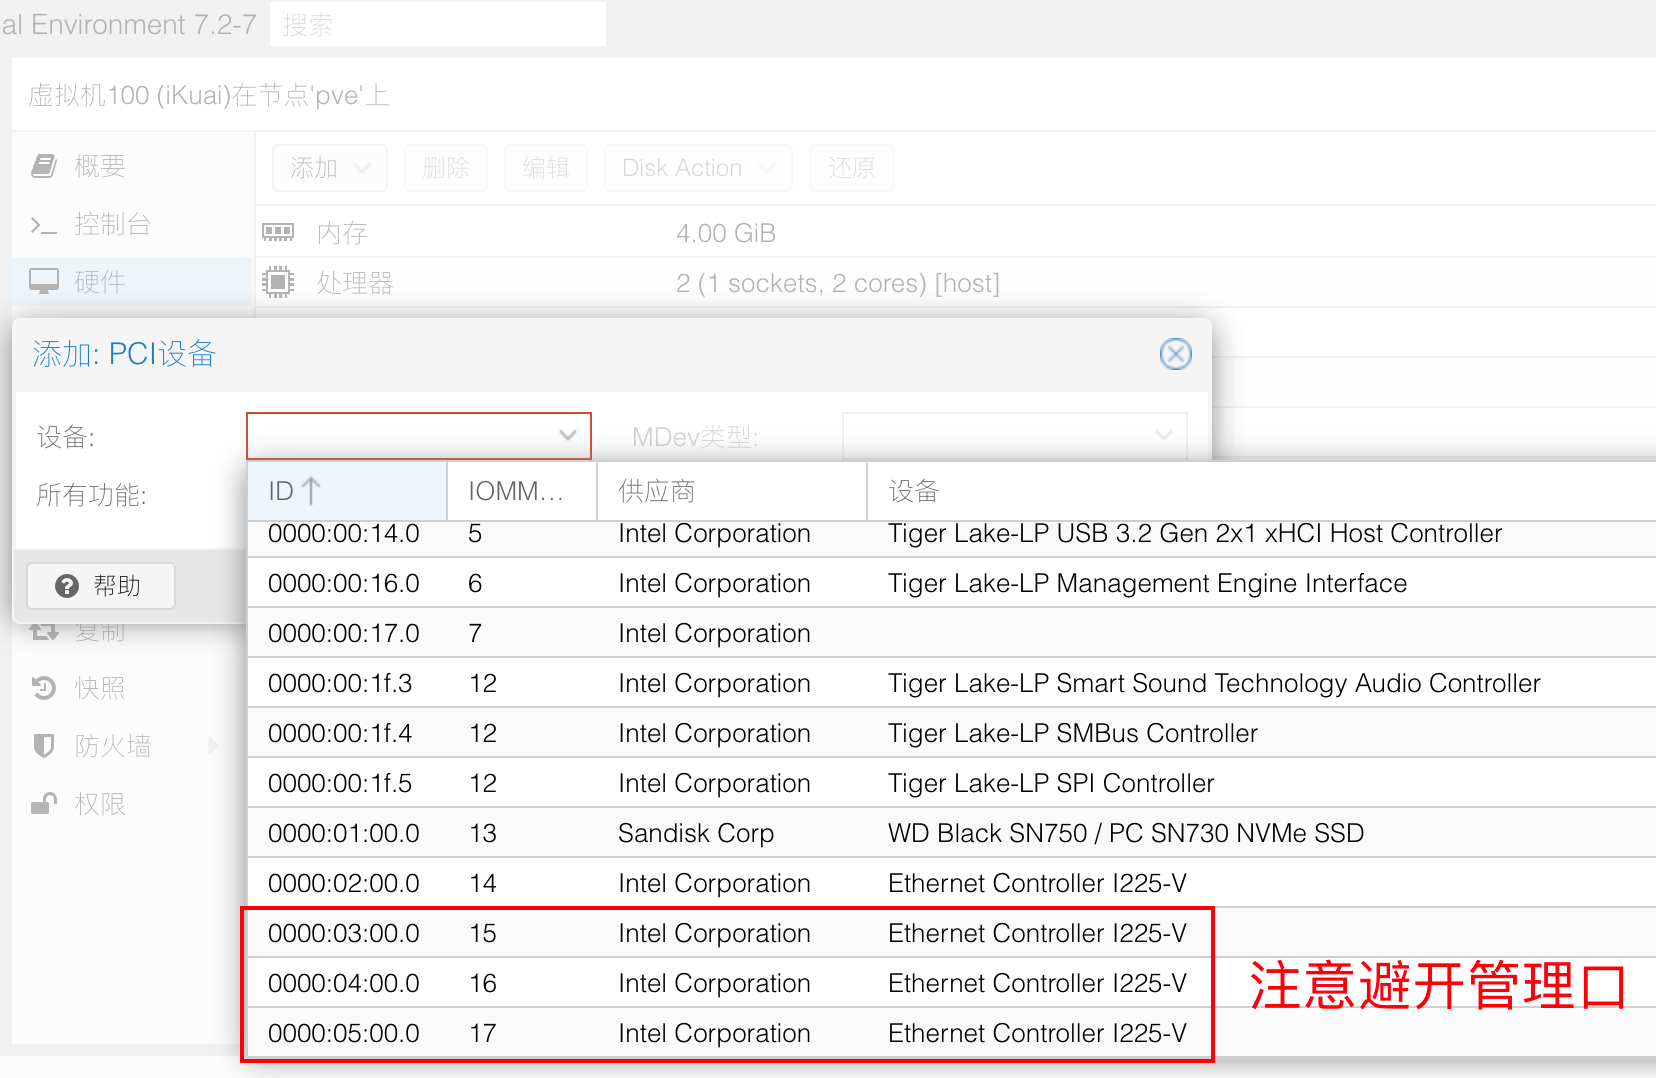 al Environment 7.2-7 搜索
虚拟机100 (iKuai)在节点'pve'上
概要 添加 删除 编辑 Disk Action 还原
控制台 内存 4.00 GiB
硬件 处理器 2 (1 sockets, 2 cores) [host]
添加: PCI设备
设备: MDev类型:
所有功能: ID IOMM... 供应商 设备
0000:00:14.0 5 Intel Corporation Tiger Lake-LP USB 3.2 Gen 2x1 xHCI Host Controller
帮助 0000:00:16.0 6 Intel Corporation Tiger Lake-LP Management Engine Interface
复制 0000:00:17.0 7 Intel Corporation
快照 0000:00:1f.3 12 Intel Corporation Tiger Lake-LP Smart Sound Technology Audio Controller
防火墙 0000:00:1f.4 12 Intel Corporation Tiger Lake-LP SMBus Controller
权限 0000:00:1f.5 12 Intel Corporation Tiger Lake-LP SPI Controller
0000:01:00.0 13 Sandisk Corp WD Black SN750 / PC SN730 NVMe SSD
0000:02:00.0 14 Intel Corporation Ethernet Controller I225-V
0000:03:00.0 15 Intel Corporation Ethernet Controller I225-V
0000:04:00.0 16 Intel Corporation Ethernet Controller I225-V 注意避开管理口
0000:05:00.0 17 Intel Corporation Ethernet Controller I225-V